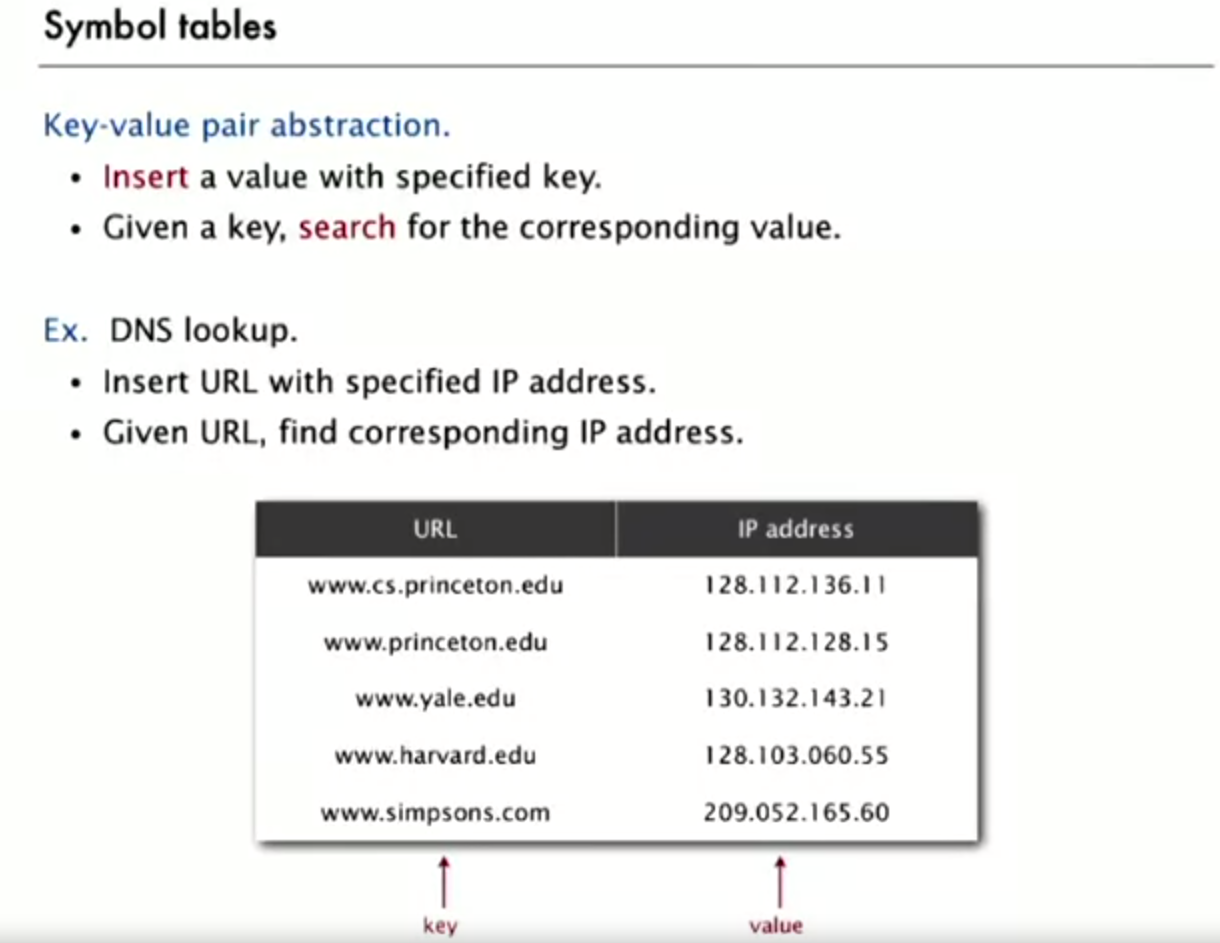 Symbol tables
Key-value pair abstraction.
• Insert a value with specified key.
• Given a key, search for the corresponding value.
Ex. DNS lookup.
• Insert URL with specified IP address.
• Given URL, find corresponding IP address.
URL IP address
www.cs.princeton.edu 128.112.136.11
www.princeton.edu 128.112.128.15
www.yale.edu 130.132.143.21
www.harvard.edu 128.103.060.55
www.simpsons.com 209.052.165.60
key value